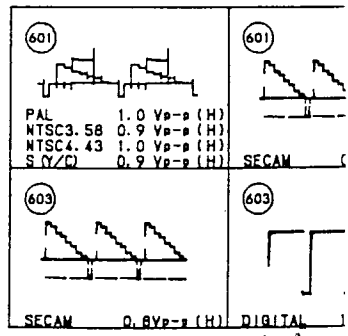 601
PAL 1.0 Vp-p (H)
NTSC3.58 0.9 Vp-p (H)
NTSC4.43 1.0 Vp-p (H)
S (Y/C) 0.9 Vp-p (H)
601
SECAM
603
SECAM 0.8Vp-p (H)
603
DIGITAL